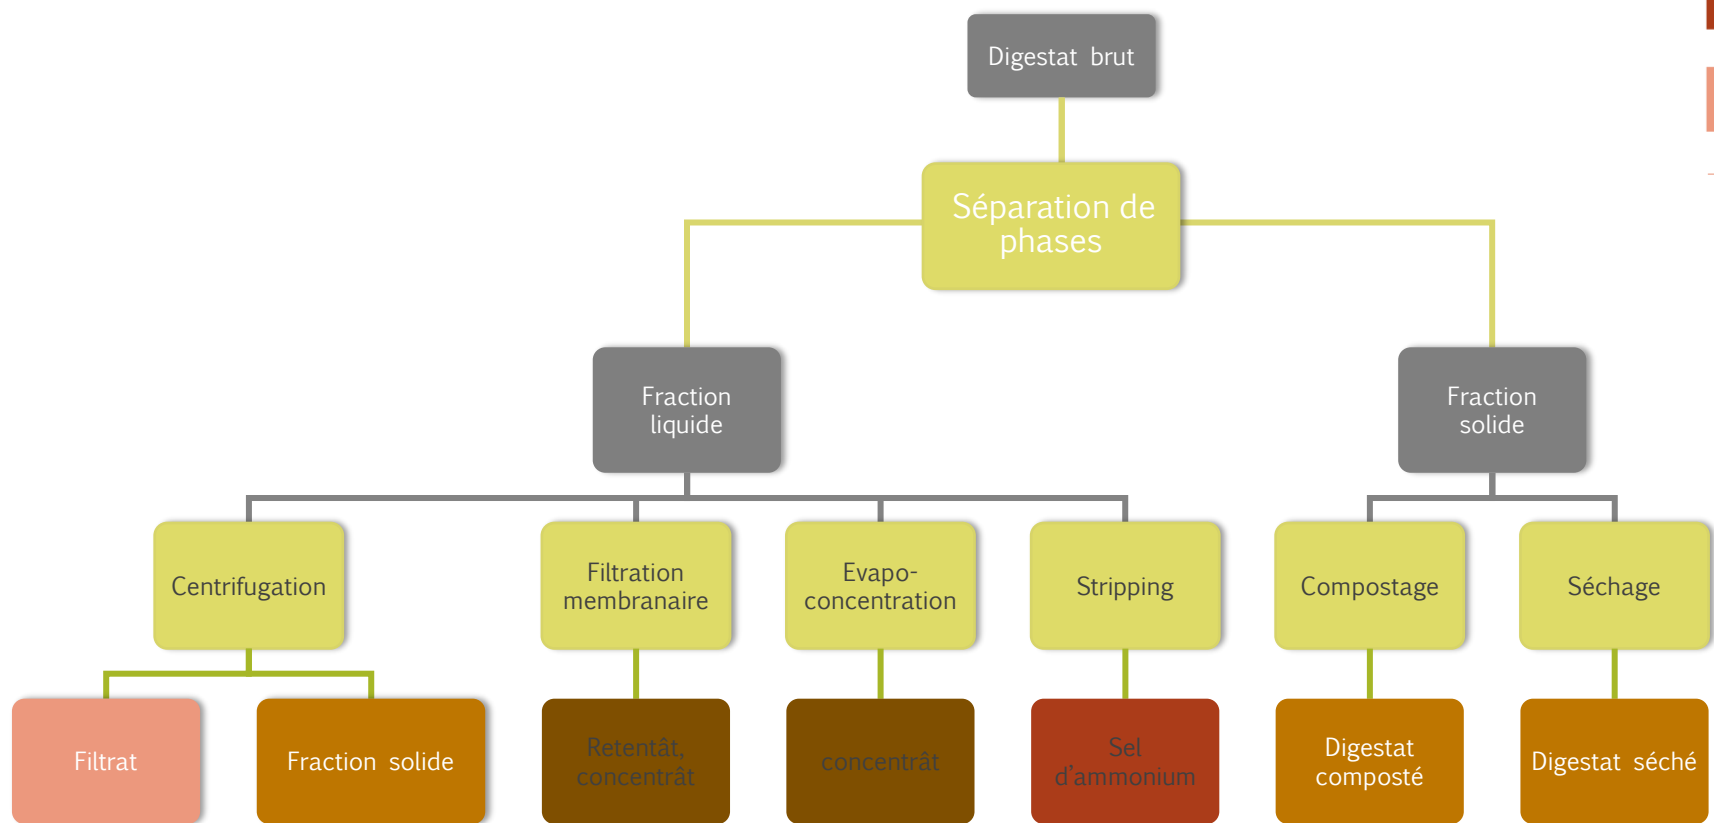 Digestat brut
Séparation de
phases
Fraction
liquide
Fraction
solide
Centrifugation
Filtration
membranaire
Evapo-
concentration
Stripping
Compostage
Séchage
Filtrat
Fraction solide
Retentât,
concentrât
concentrât
Sel
d’ammonium
Digestat
composté
Digestat séché